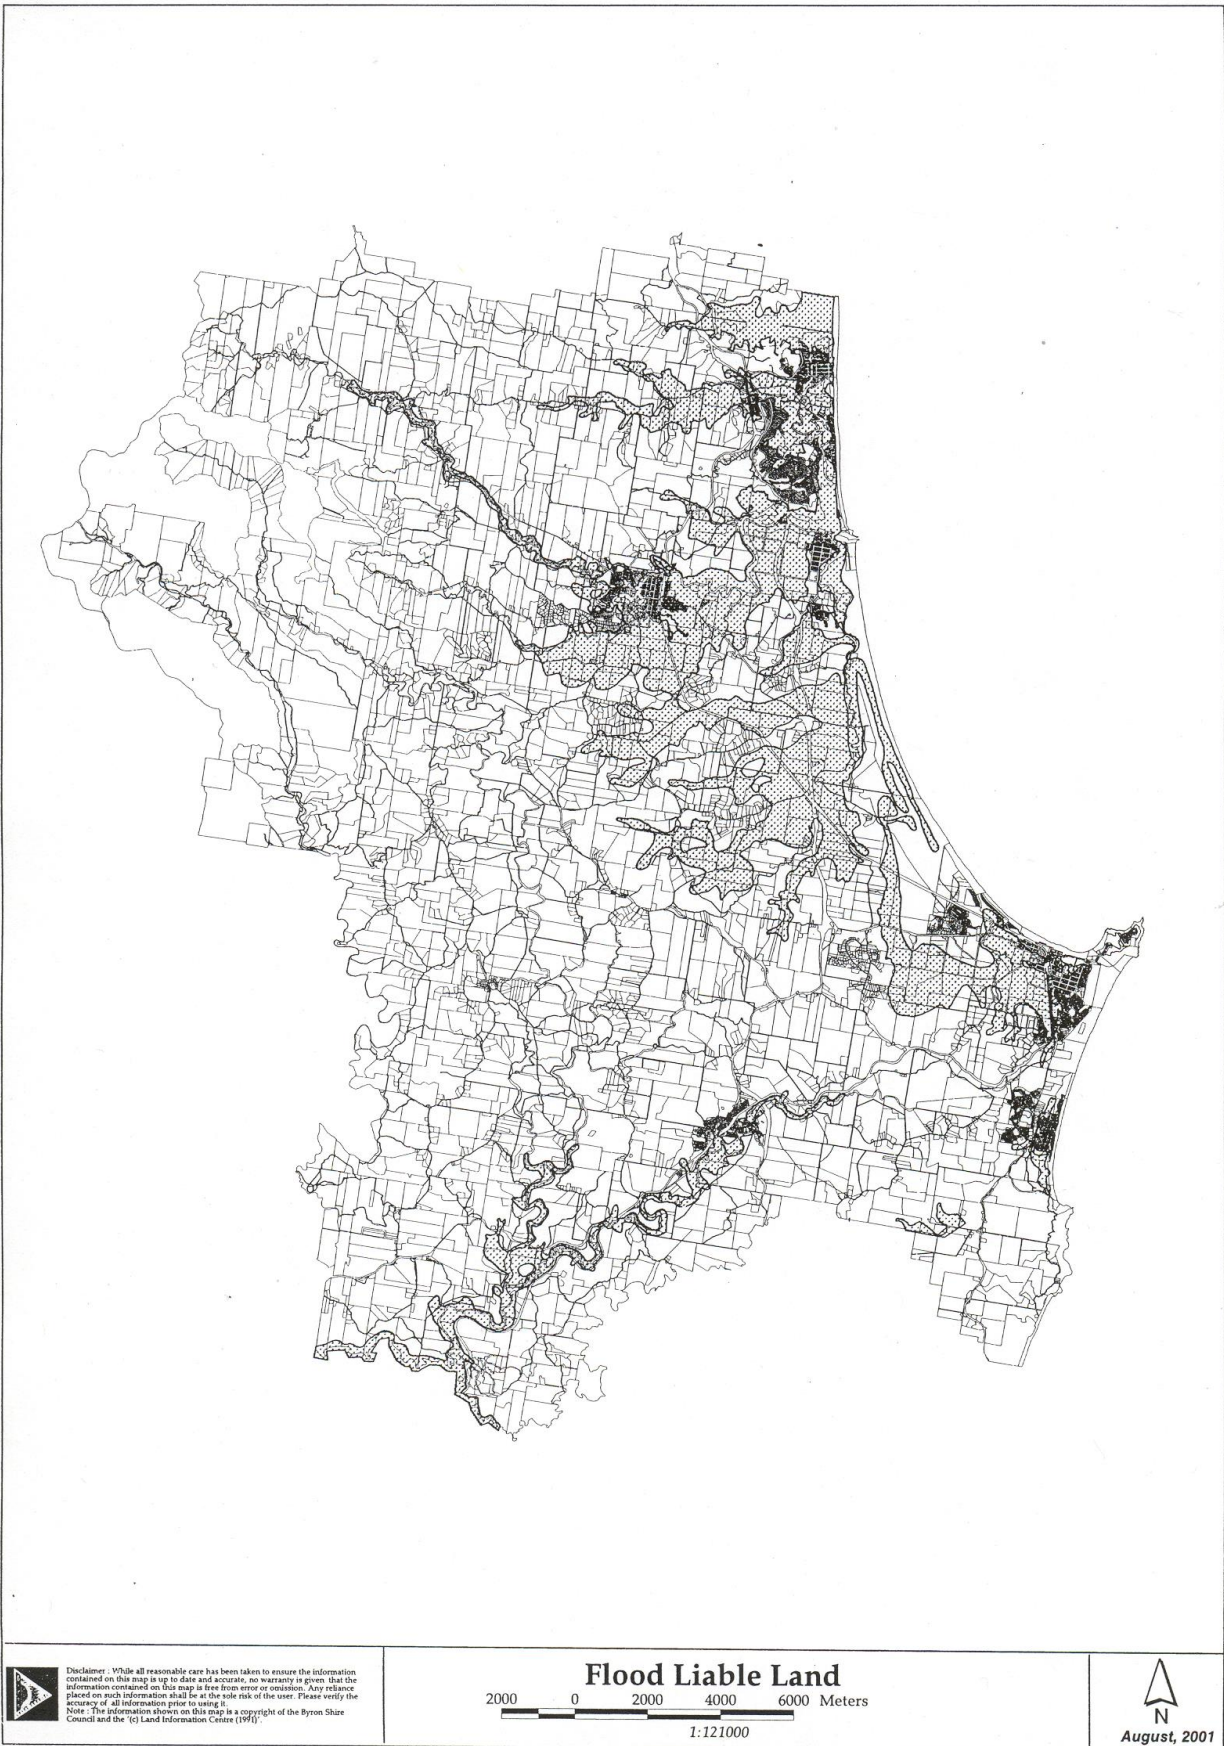 Disclaimer : While all reasonable care has been taken to ensure the information
contained on this map is up to date and accurate, no warranty is given that the
information contained on this map is free from error or omission. Any reliance
placed on such information shall be at the sole risk of the user. Please verify the
accuracy of all information prior to using it.
Note : The information shown on this map is a copyright of the Byron Shire
Council and the '(c) Land Information Centre (1991)'.
Flood Liable Land
2000 0 2000 4000 6000 Meters
1:121000
N
August, 2001